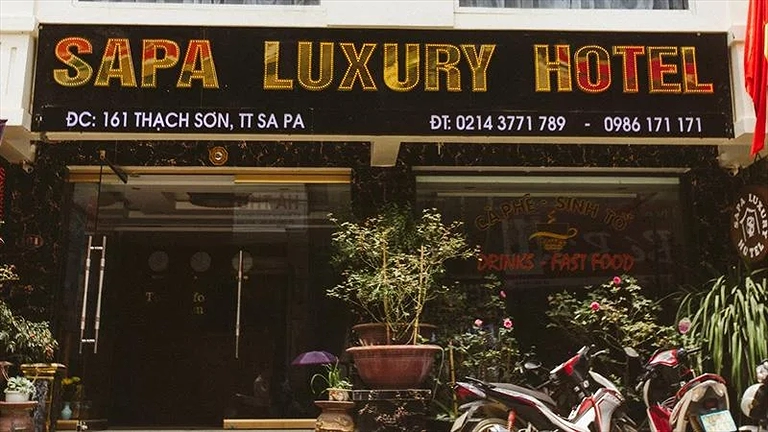 SAPA LUXURY HOTEL
ĐC: 161 THẠCH SƠN, TT SA PA
ĐT: 0214 3771 789 - 0986 171 171
CÀ PHÊ - SINH TỐ
DRINKS - FAST FOOD
SAPA LUXURY
HOTEL